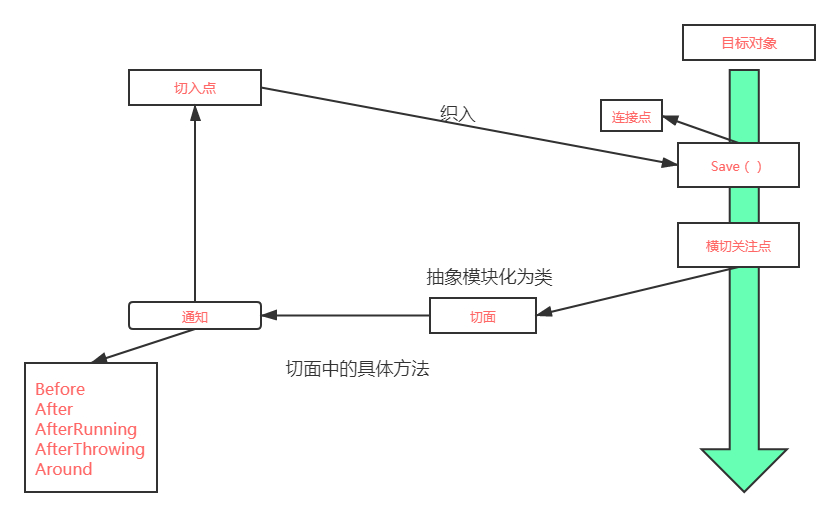 目标对象
切入点
织入
连接点
Save（ ）
横切关注点
抽象模块化为类
通知
切面
切面中的具体方法
Before
After
AfterRunning
AfterThrowing
Around